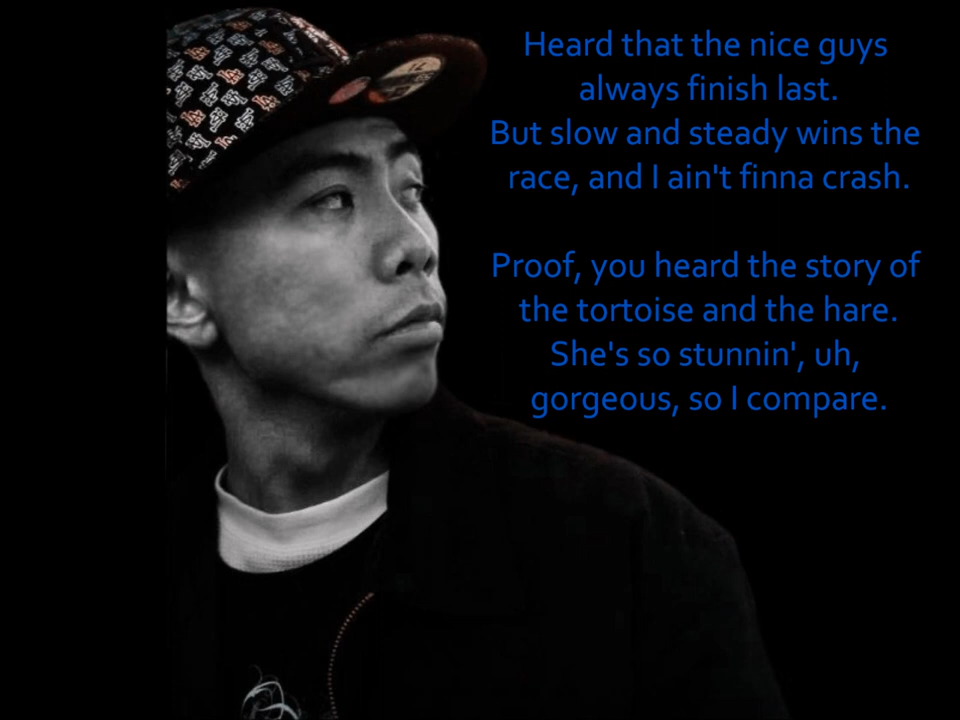 Heard that the nice guys
always finish last.
But slow and steady wins the
race, and I ain't finna crash.
Proof, you heard the story of
the tortoise and the hare.
She's so stunnin', uh,
gorgeous, so I compare.